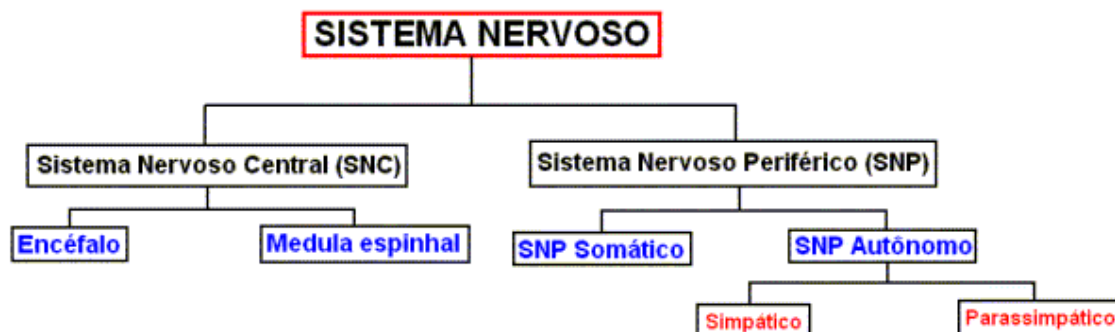 SISTEMA NERVOSO
Sistema Nervoso Central (SNC)
Sistema Nervoso Periférico (SNP)
Encéfalo
Medula espinhal
SNP Somático
SNP Autônomo
Simpático
Parassimpático